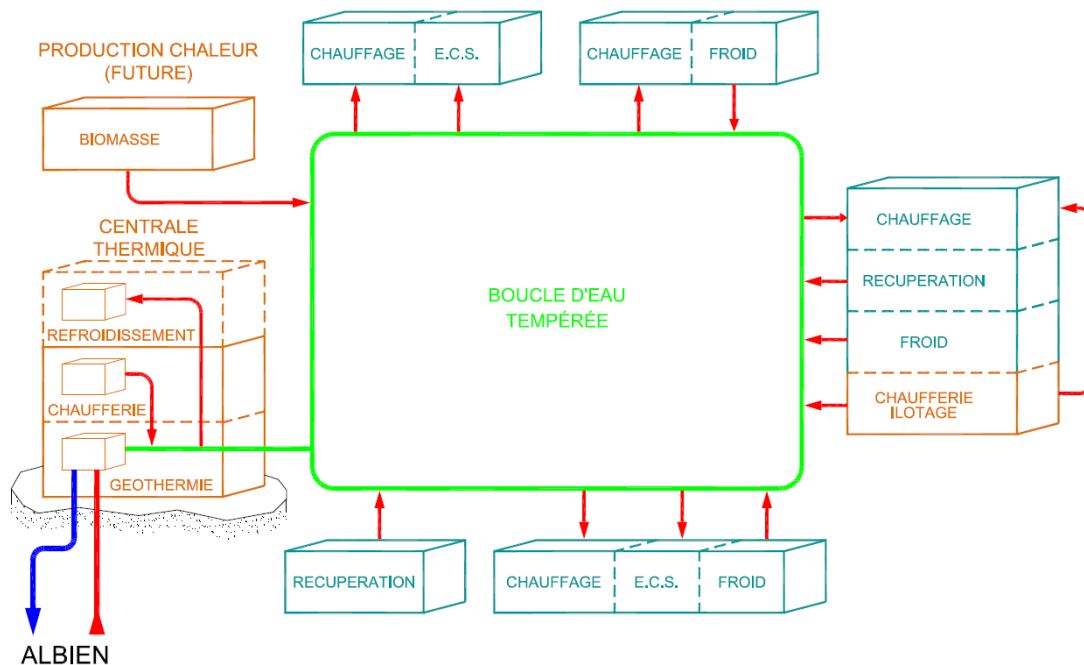 PRODUCTION CHALEUR
(FUTURE)
BIOMASSE
CHAUFFAGE
E.C.S.
CHAUFFAGE
FROID
CENTRALE
THERMIQUE
REFROIDISSEMENT
CHAUFFERIE
GEOTHERMIE
ALBIEN
BOUCLE D'EAU
TEMPÉRÉE
CHAUFFAGE
RECUPERATION
FROID
CHAUFFERIE
ILOTAGE
RECUPERATION
CHAUFFAGE
E.C.S.
FROID